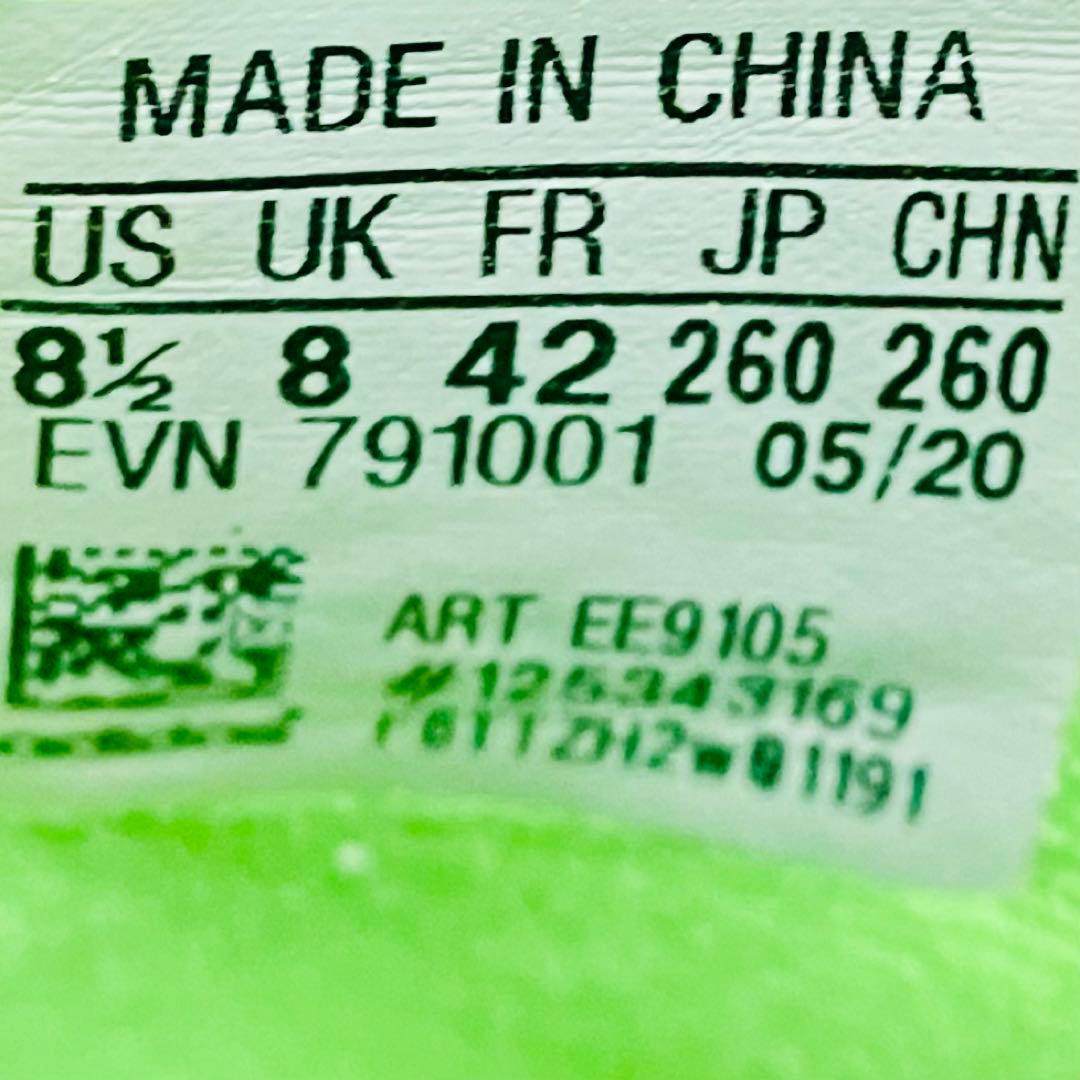 MADE IN CHINA
US UK FR JP CHN
8½ 8 42 260 260
EVN 791001 05/20
ART EE9105
#125343169